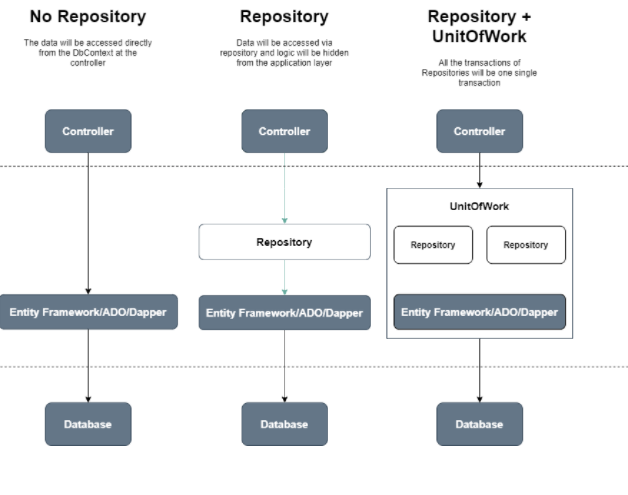 No Repository
The data will be accessed directly
from the DbContext at the
controller
Repository
Data will be accessed via
repository and logic will be hidden
from the application layer
Repository +
UnitOfWork
All the transactions of
Repositories will be one single
transaction
Controller
Controller
Controller
UnitOfWork
Repository
Repository
Repository
Entity Framework/ADO/Dapper
Entity Framework/ADO/Dapper
Entity Framework/ADO/Dapper
Database
Database
Database